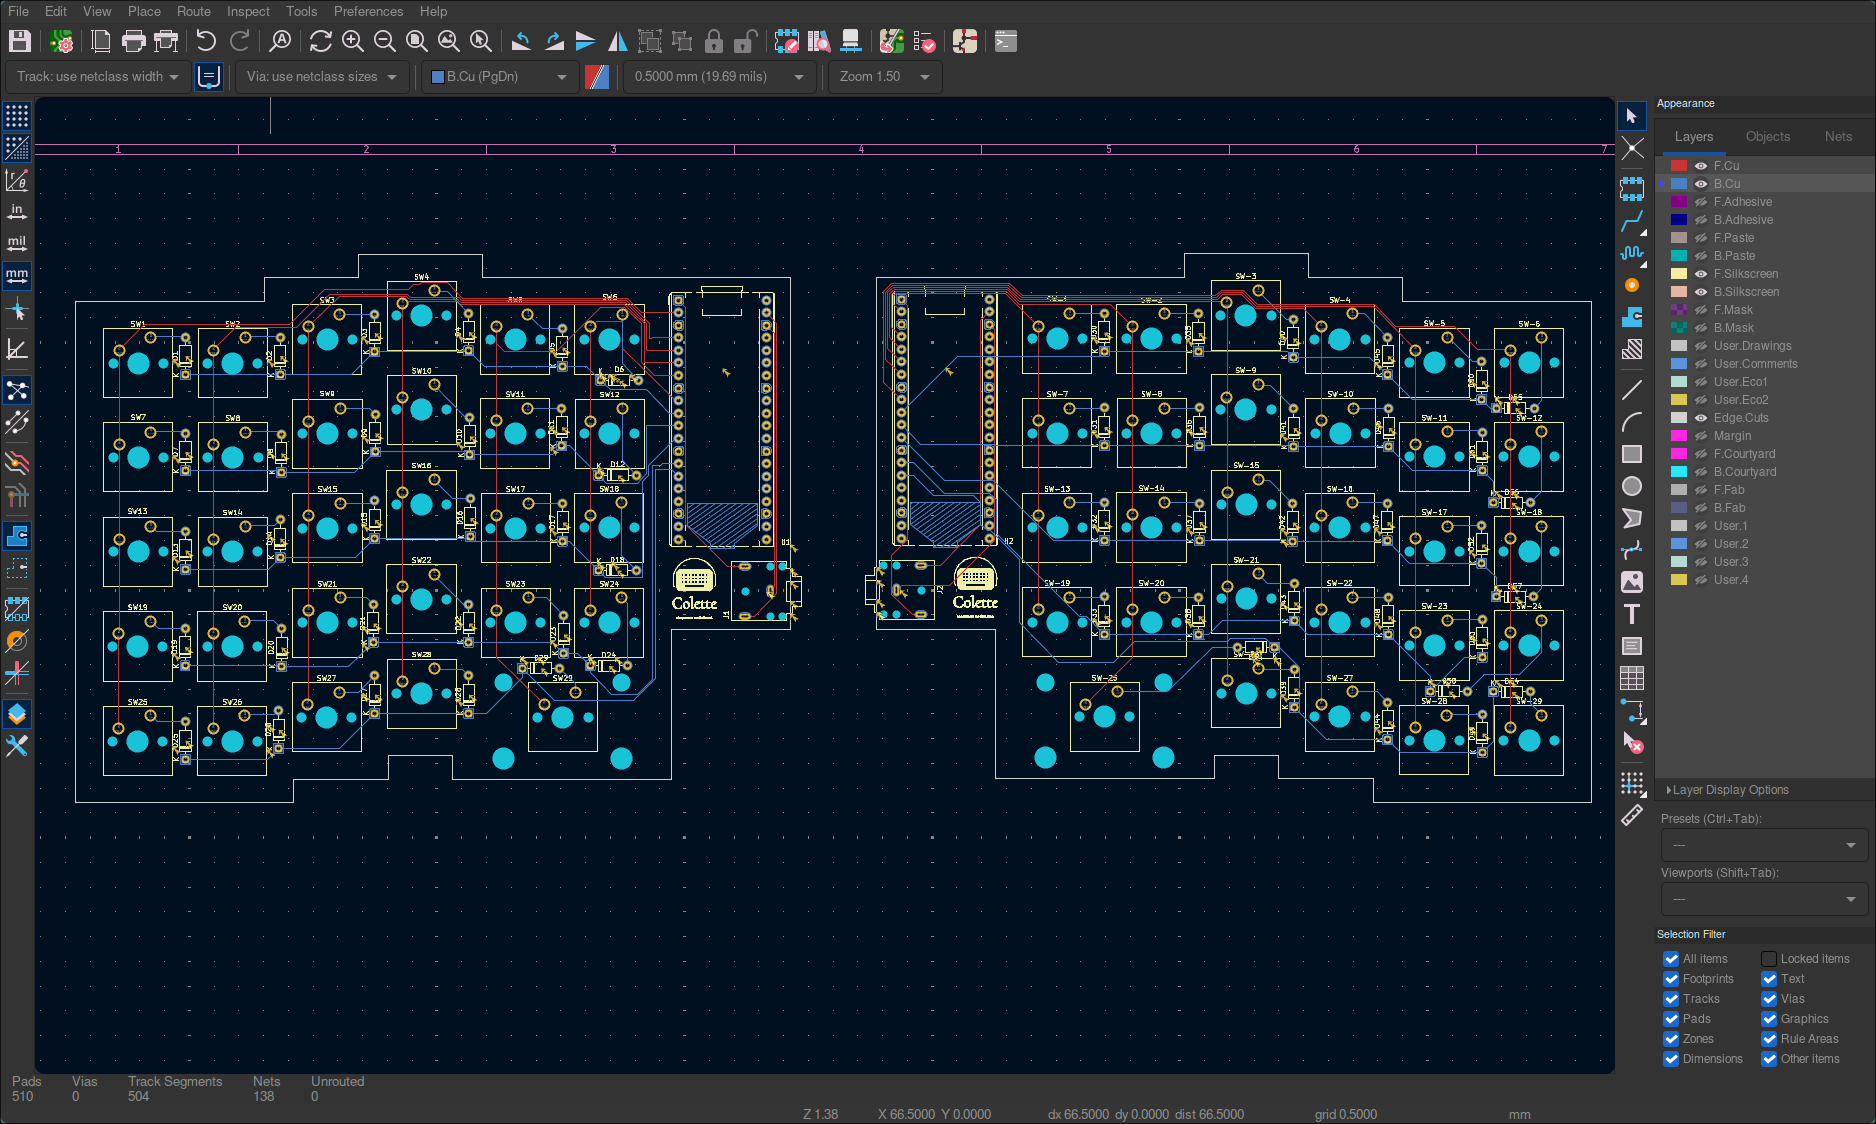 File Edit View Place Route Inspect Tools Preferences Help
Track: use netclass width Via: use netclass sizes B.Cu (PgDn) 0.5000 mm (19.69 mils) Zoom 1.50
in
mil
mm
1 2 3 4 5 6 7
SW1 SW2 SW3 SW4 SW6
SW7 SW8 SW9 SW10 SW11 SW12
SW13 SW14 SW15 SW16 SW17 SW18
SW19 SW20 SW21 SW22 SW23 SW24
SW25 SW26 SW27 SW28 SW29
D6
D12
D18
D24
Colette
SW-3 SW-4 SW-5 SW-6
SW-7 SW-8 SW-9 SW-10 SW-11 SW-12
SW-13 SW-14 SW-15 SW-16 SW-17 SW-18
SW-19 SW-20 SW-21 SW-22 SW-23 SW-24
SW-25 SW-27 SW-28 SW-29
Colette
J2
Appearance
Layers Objects Nets
F.Cu
B.Cu
F.Adhesive
B.Adhesive
F.Paste
B.Paste
F.Silkscreen
B.Silkscreen
F.Mask
B.Mask
User.Drawings
User.Comments
User.Eco1
User.Eco2
Edge.Cuts
Margin
F.Courtyard
B.Courtyard
F.Fab
B.Fab
User.1
User.2
User.3
User.4
Layer Display Options
Presets (Ctrl+Tab):
---
Viewports (Shift+Tab):
---
Selection Filter
All items Locked items
Footprints Text
Tracks Vias
Pads Graphics
Zones Rule Areas
Dimensions Other items
Pads Vias Track Segments Nets Unrouted
510 0 504 138 0
Z 1.38 X 66.5000 Y 0.0000 dx 66.5000 dy 0.0000 dist 66.5000 grid 0.5000 mm